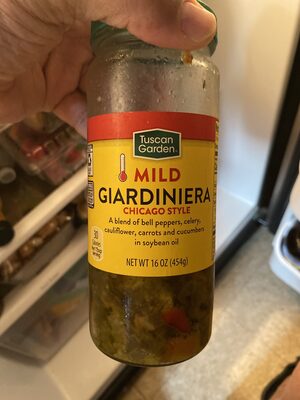 Tuscan
Garden
MILD
GIARDINIERA
CHICAGO STYLE
A blend of bell peppers, celery,
cauliflower, carrots and cucumbers
in soybean oil
NET WT 16 OZ (454g)